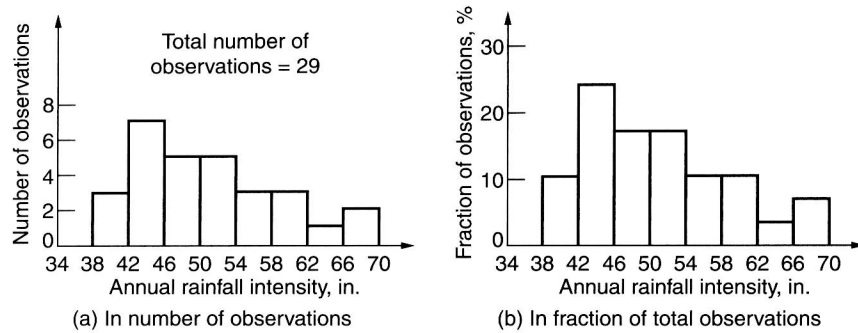 Number of observations
Total number of
observations = 29
8
6
4
2
0
34 38 42 46 50 54 58 62 66 70
Annual rainfall intensity, in.
(a) In number of observations
Fraction of observations, %
30
20
10
0
34 38 42 46 50 54 58 62 66 70
Annual rainfall intensity, in.
(b) In fraction of total observations